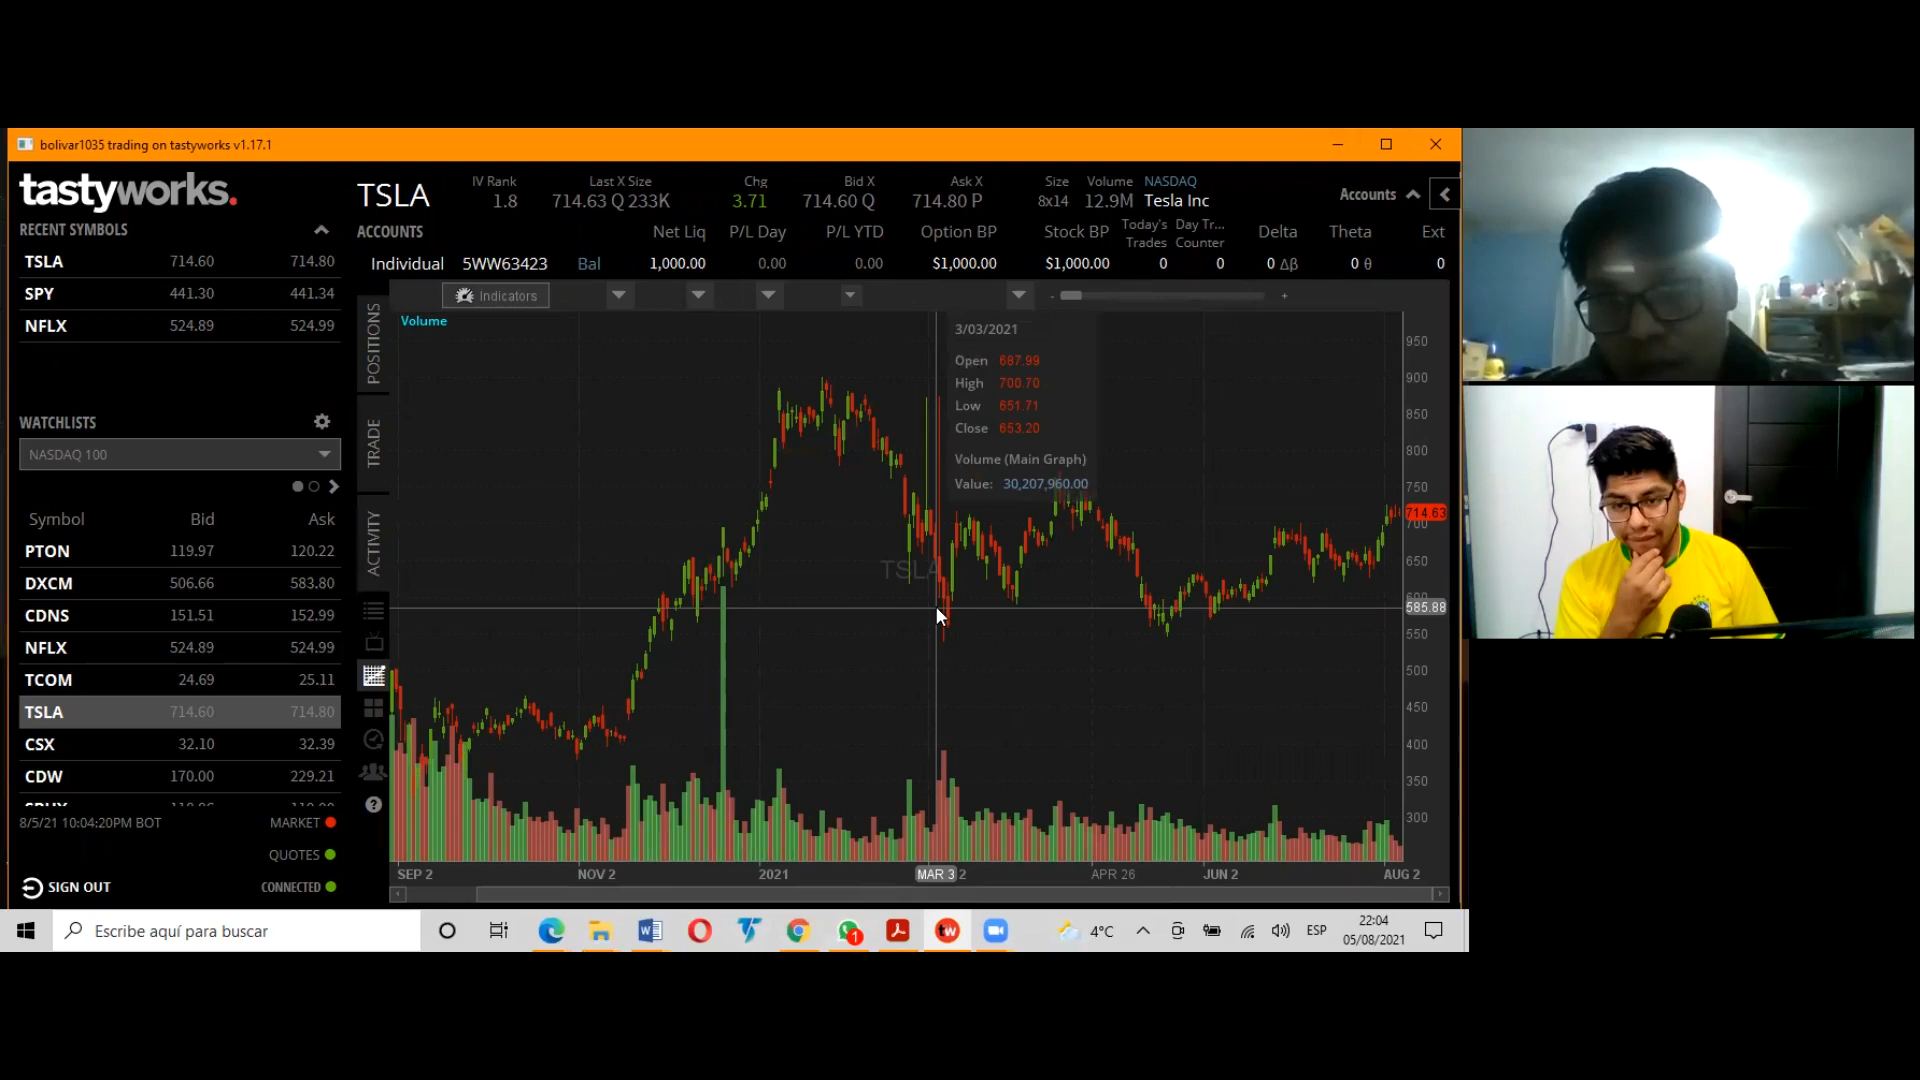 bolivar1035 trading on tastyworks v1.17.1
tastyworks.
RECENT SYMBOLS
TSLA 714.60 714.80
SPY 441.30 441.34
NFLX 524.89 524.99
WATCHLISTS
NASDAQ 100
Symbol Bid Ask
PTON 119.97 120.22
DXCM 506.66 583.80
CDNS 151.51 152.99
NFLX 524.89 524.99
TCOM 24.69 25.11
TSLA 714.60 714.80
CSX 32.10 32.39
CDW 170.00 229.21
8/5/21 10:04:20PM BOT MARKET
QUOTES
SIGN OUT CONNECTED
TSLA
IV Rank Last X Size Chg Bid X Ask X Size Volume NASDAQ
1.8 714.63 Q 233K 3.71 714.60 Q 714.80 P 8x14 12.9M Tesla Inc
Accounts
ACCOUNTS Net Liq P/L Day P/L YTD Option BP Stock BP Today's Trades Day Tr... Counter Delta Theta Ext
Individual 5WW63423 Bal 1,000.00 0.00 0.00 $1,000.00 $1,000.00 0 0 0 Δβ 0 θ 0
POSITIONS
TRADE
ACTIVITY
Indicators
- +
Volume
3/03/2021
Open 687.99
High 700.70
Low 651.71
Close 653.20
Volume (Main Graph)
Value: 30,207,960.00
TSLA
950
900
850
800
750
714.63
700
650
600
585.88
550
500
450
400
350
300
SEP 2 NOV 2 2021 MAR 3 2 APR 26 JUN 2 AUG 2
Escribe aquí para buscar
1
tw
4°C
ESP
22:04
05/08/2021